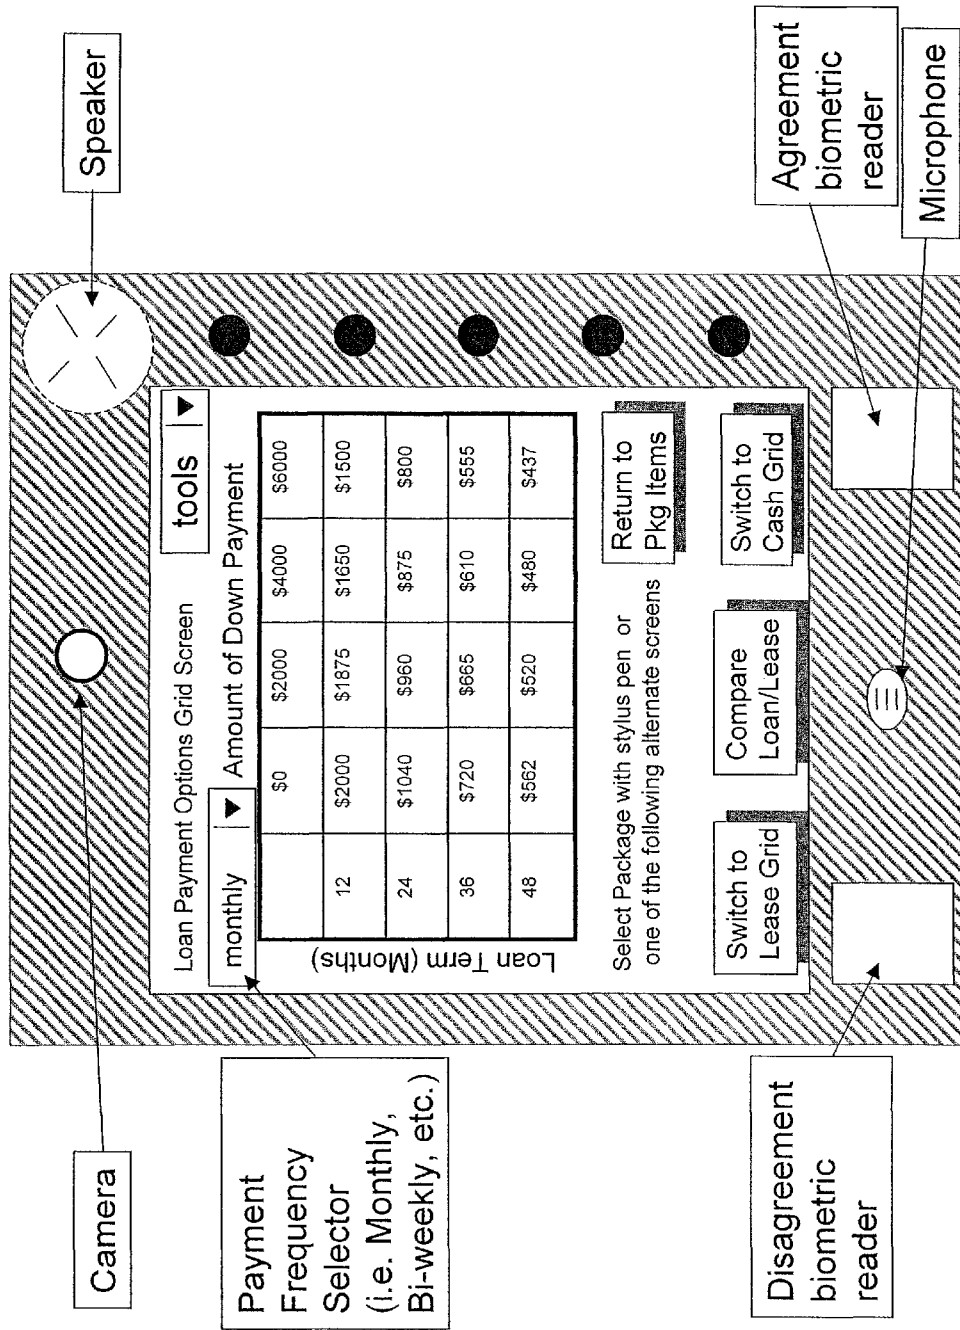 Camera
Speaker
Payment
Frequency
Selector
(i.e. Monthly,
Bi-weekly, etc.)
Loan Payment Options Grid Screen
tools
monthly
Amount of Down Payment
Loan Term (Months)
$0 $2000 $4000 $6000
12 $2000 $1875 $1650 $1500
24 $1040 $960 $875 $800
36 $720 $665 $610 $555
48 $562 $520 $480 $437
Select Package with stylus pen or
one of the following alternate screens
Return to
Pkg Items
Switch to
Lease Grid
Compare
Loan/Lease
Switch to
Cash Grid
Disagreement
biometric
reader
Agreement
biometric
reader
Microphone